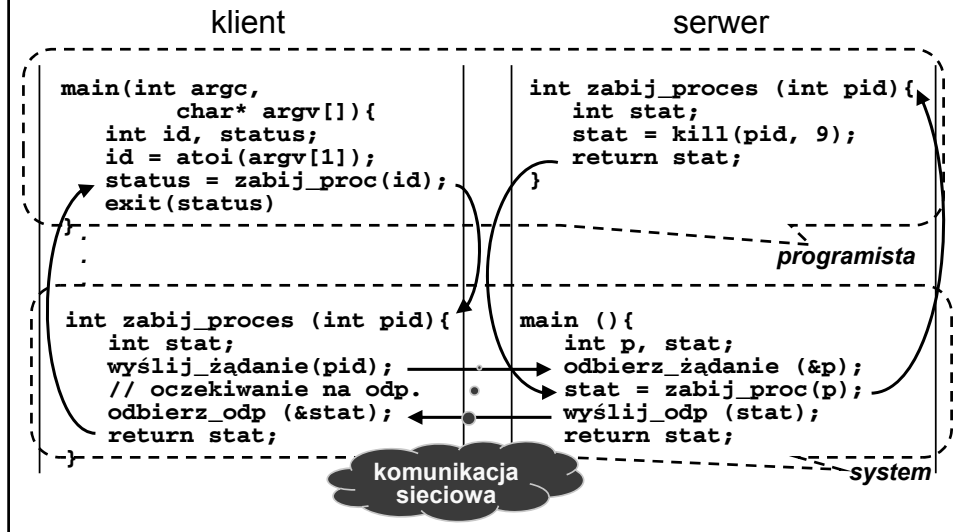 klient
serwer
main(int argc,
char* argv[]){
int id, status;
id = atoi(argv[1]);
status = zabij_proc(id);
exit(status)
}
.
.
.
int zabij_proces (int pid){
int stat;
stat = kill(pid, 9);
return stat;
}
programista
int zabij_proces (int pid){
int stat;
wyślij_żądanie(pid);
// oczekiwanie na odp.
odbierz_odp (&stat);
return stat;
}
main (){
int p, stat;
odbierz_żądanie (&p);
stat = zabij_proc(p);
wyślij_odp (stat);
return stat;
system
komunikacja
sieciowa